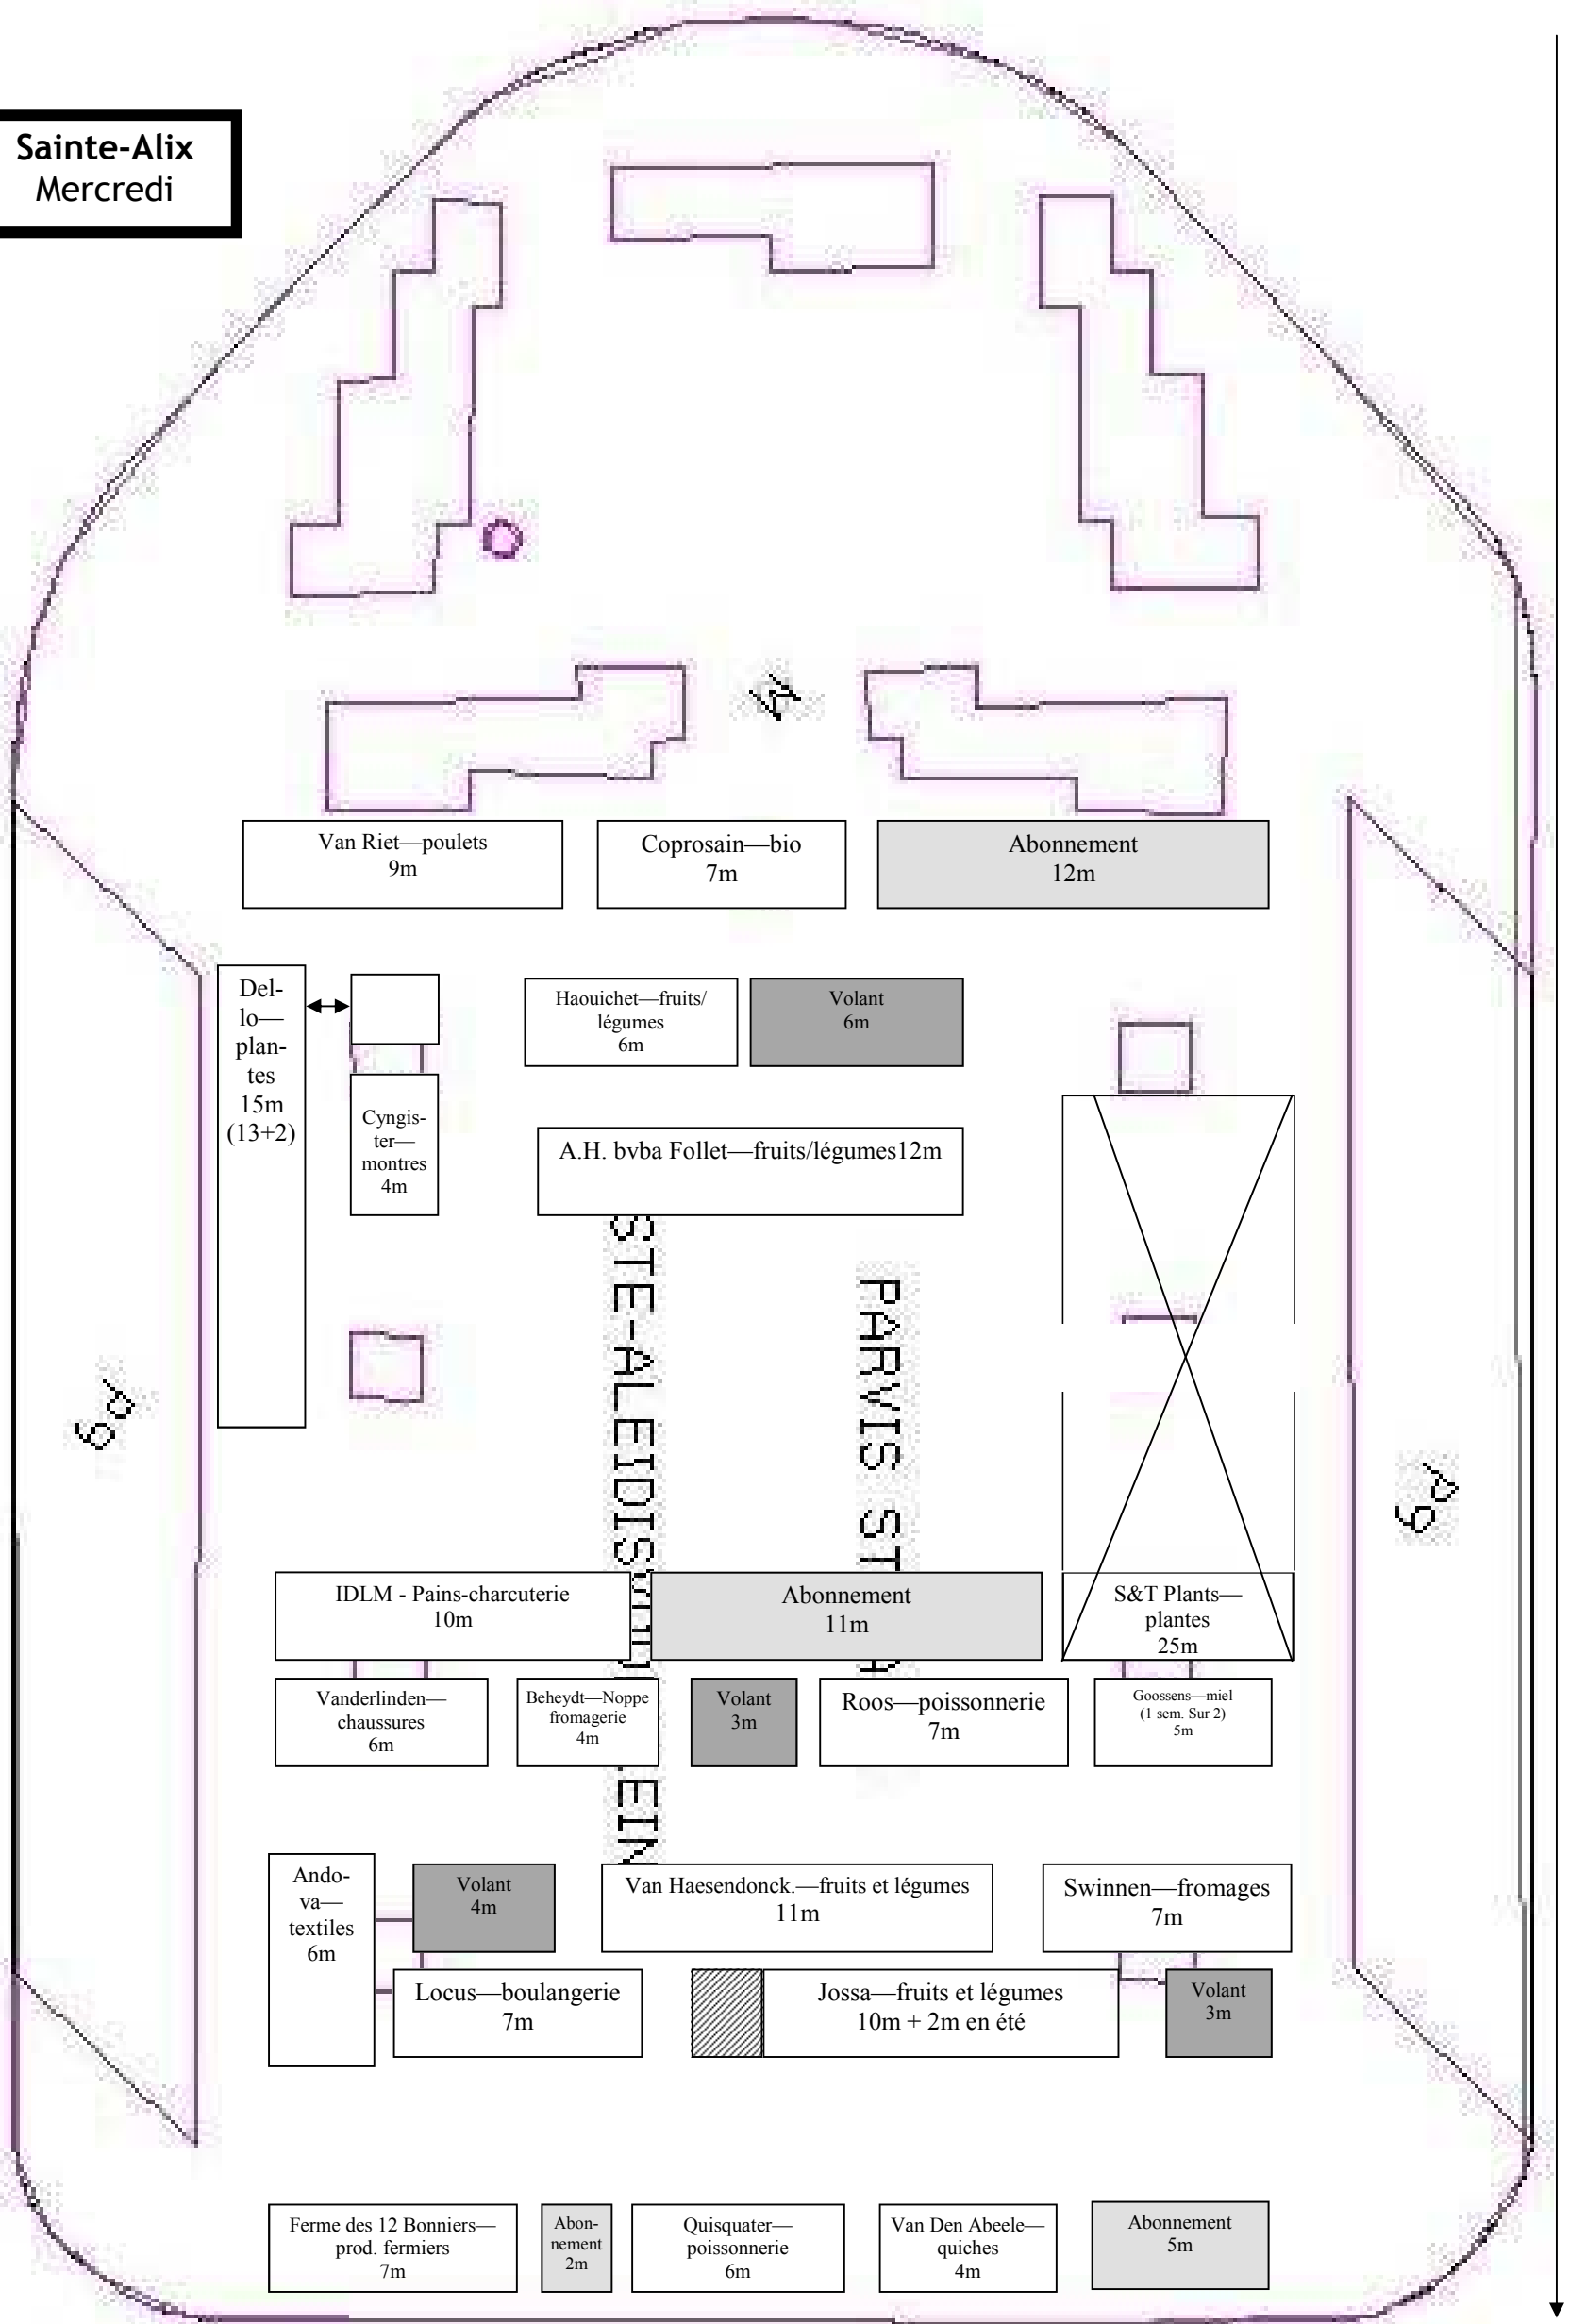 Sainte-Alix
Mercredi
Van Riet—poulets
9m
Coprosain—bio
7m
Abonnement
12m
Del-
lo—
plan-
tes
15m
(13+2)
Haouichet—fruits/
légumes
6m
Volant
6m
Cyngis-
ter—
montres
4m
A.H. bvba Follet—fruits/légumes12m
PARVIS ST
STE-ALEIDIS
EIN
Pg
Pg
IDLM - Pains-charcuterie
10m
Abonnement
11m
S&T Plants—
plantes
25m
Vanderlinden—
chaussures
6m
Beheydt—Noppe
fromagerie
4m
Volant
3m
Roos—poissonnerie
7m
Goossens—miel
(1 sem. Sur 2)
5m
Ando-
va—
textiles
6m
Volant
4m
Van Haesendonck.—fruits et légumes
11m
Swinnen—fromages
7m
Locus—boulangerie
7m
Jossa—fruits et légumes
10m + 2m en été
Volant
3m
Ferme des 12 Bonniers—
prod. fermiers
7m
Abon-
nement
2m
Quisquater—
poissonnerie
6m
Van Den Abeele—
quiches
4m
Abonnement
5m